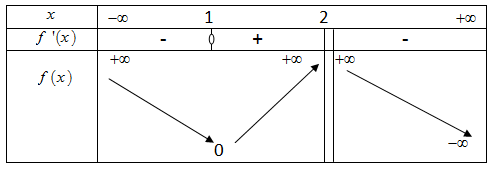 x −∞ 1 2 +∞
f '(x) - 0 + -
+∞ +∞ +∞
f (x)
0 −∞